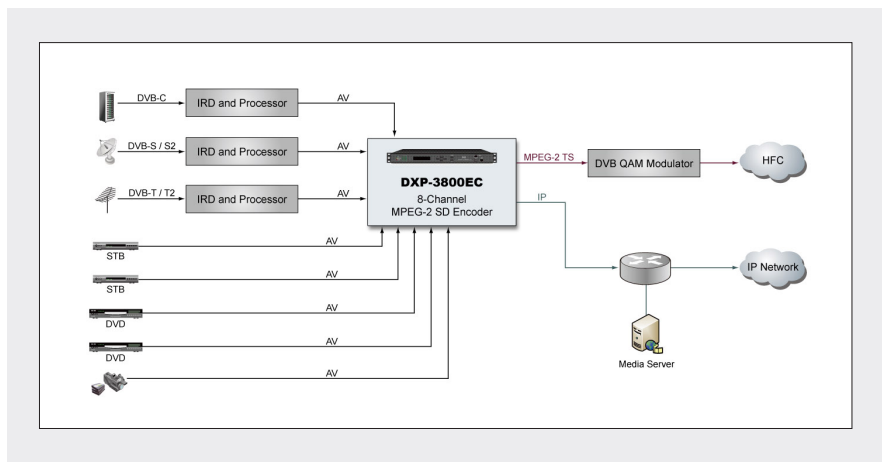 DVB-C
IRD and Processor
AV
DVB-S / S2
IRD and Processor
AV
DVB-T / T2
IRD and Processor
AV
STB
AV
STB
AV
DVD
AV
DVD
AV
AV
DXP-3800EC
8-Channel
MPEG-2 SD Encoder
MPEG-2 TS
DVB QAM Modulator
HFC
IP
IP Network
Media Server